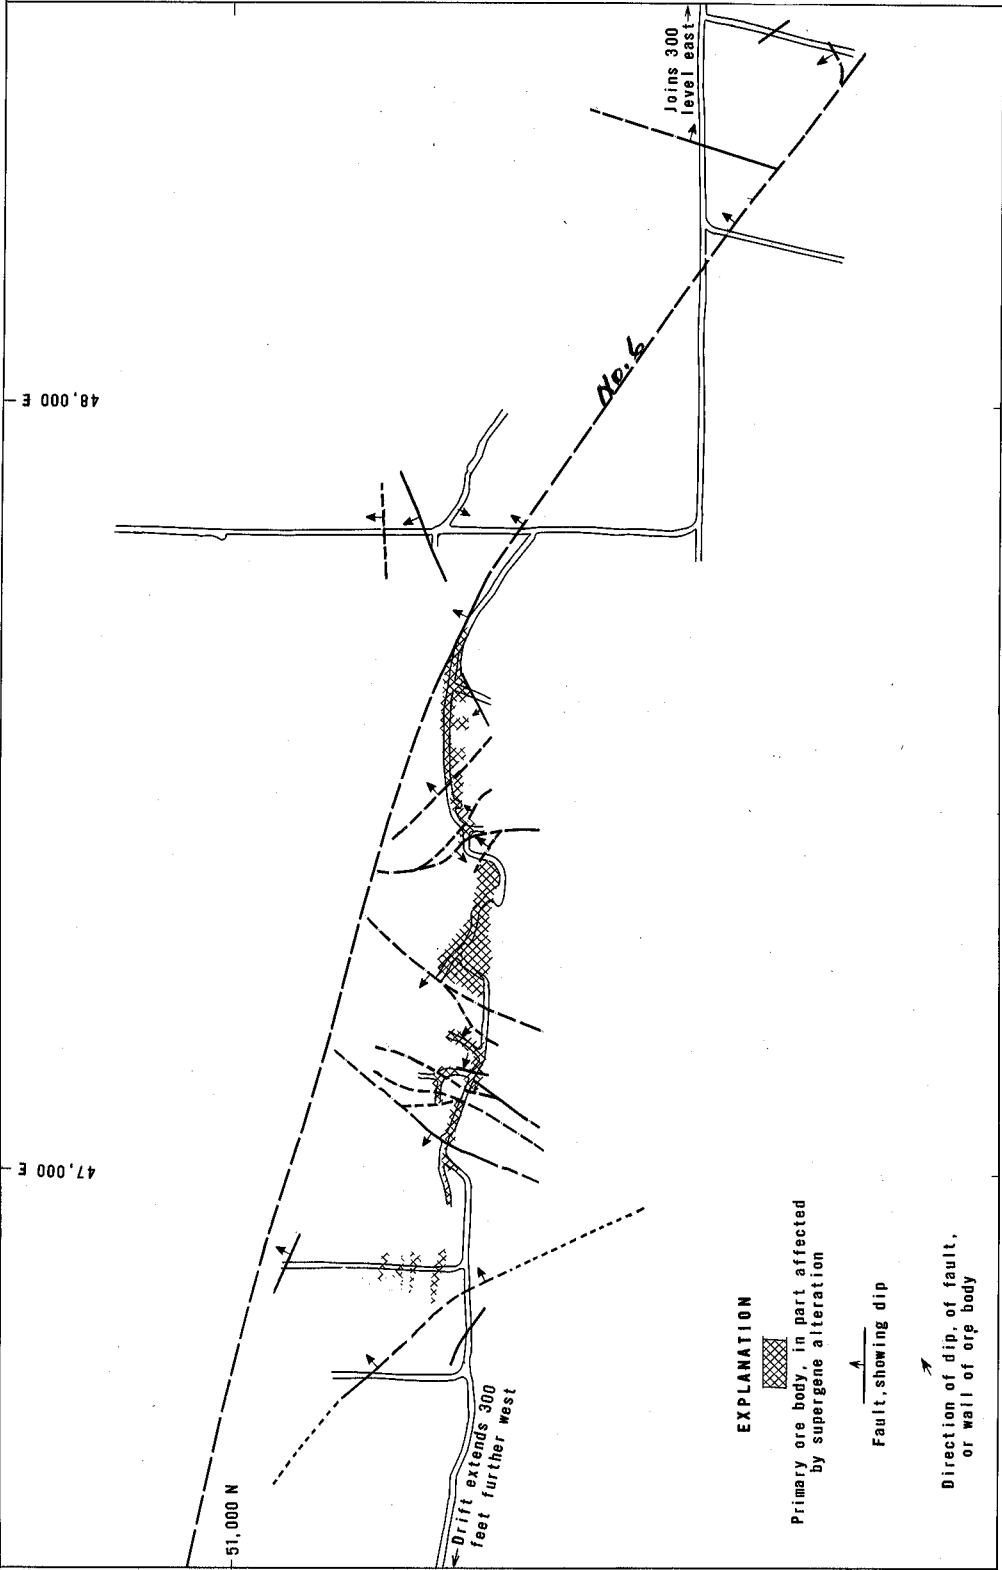 48,000 E
47,000 E
51,000 N
Joins 300
level east
No. 6
Drift extends 300
feet further west
EXPLANATION
Primary ore body, in part affected
by supergene alteration
Fault, showing dip
Direction of dip, of fault,
or wall of ore body